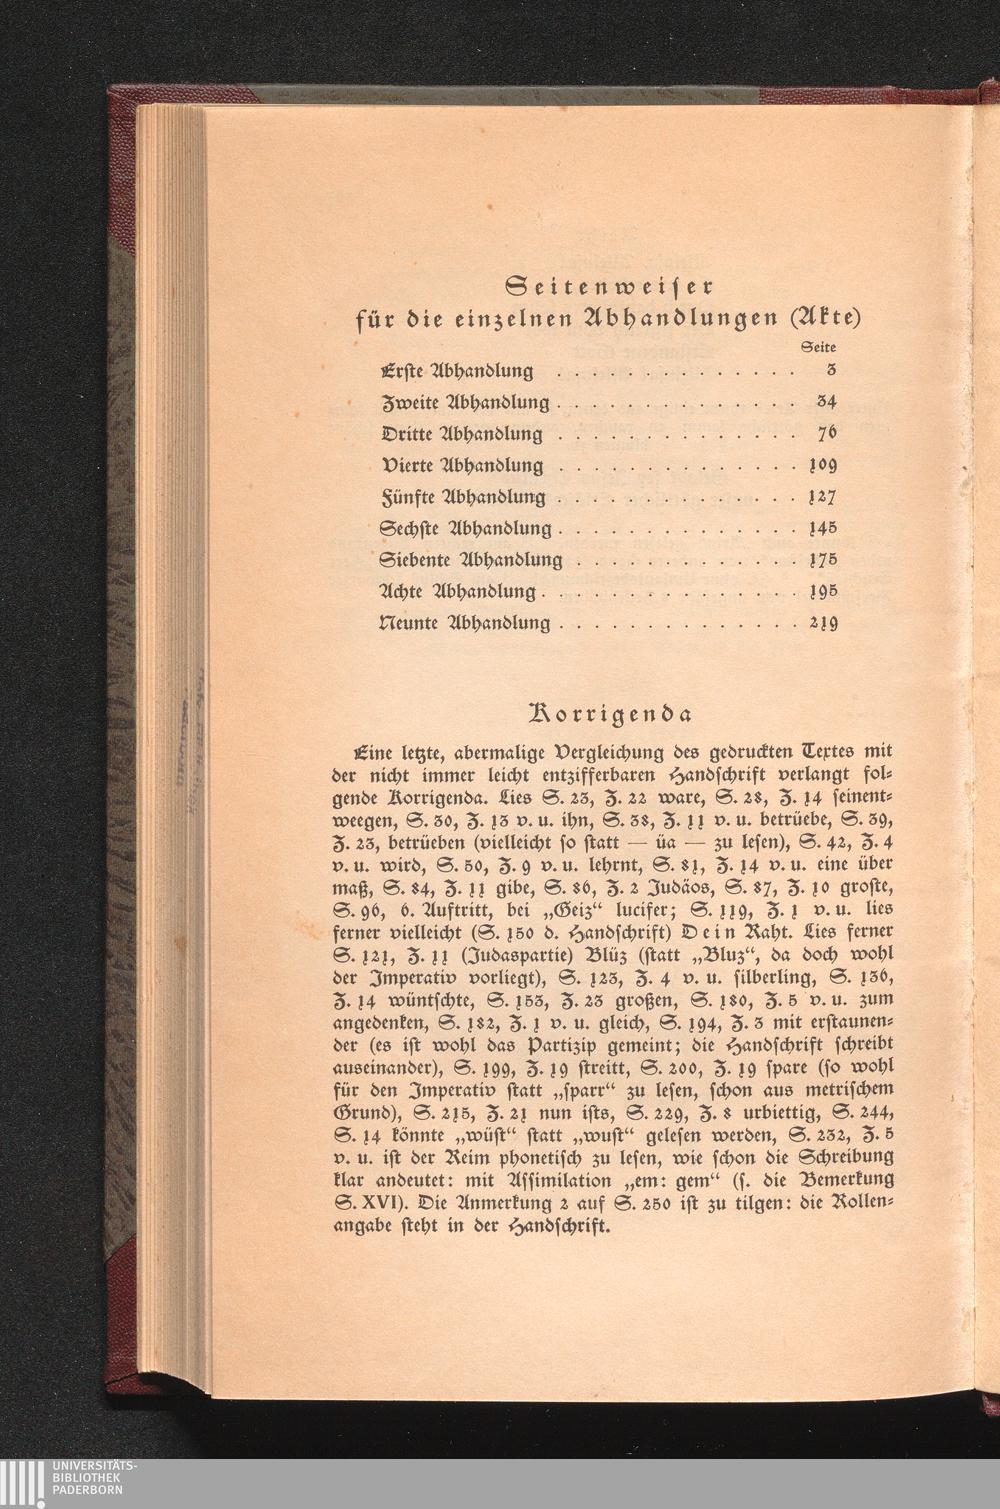 Seitenweiser
für die einzelnen Abhandlungen (Akte)
Seite
Erste Abhandlung . . . . . . . . . . . . . . 3
Zweite Abhandlung . . . . . . . . . . . . . . 34
Dritte Abhandlung . . . . . . . . . . . . . . 76
Vierte Abhandlung . . . . . . . . . . . . . . 109
Fünfte Abhandlung . . . . . . . . . . . . . . 127
Sechste Abhandlung . . . . . . . . . . . . . . 145
Siebente Abhandlung . . . . . . . . . . . . . 175
Achte Abhandlung . . . . . . . . . . . . . . . 195
Neunte Abhandlung . . . . . . . . . . . . . . 219
Korrigenda
Eine letzte, abermalige Vergleichung des gedruckten Textes mit
der nicht immer leicht entzifferbaren Handschrift verlangt fol-
gende Korrigenda. Lies S. 23, Z. 22 ware, S. 28, Z. 14 seinent-
weegen, S. 30, Z. 13 v. u. ihn, S. 38, Z. 11 v. u. betrüebe, S. 39,
Z. 23, betrüeben (vielleicht so statt — üa — zu lesen), S. 42, Z. 4
v. u. wird, S. 50, Z. 9 v. u. lehrnt, S. 81, Z. 14 v. u. eine über
maß, S. 84, Z. 11 gibe, S. 86, Z. 2 Judäos, S. 87, Z. 10 groste,
S. 96, 6. Auftritt, bei „Geiz“ lucifer; S. 119, Z. 1 v. u. lies
ferner vielleicht (S. 150 d. Handschrift) Dein Raht. Lies ferner
S. 121, Z. 11 (Judaspartie) Blüz (statt „Bluz“, da doch wohl
der Imperativ vorliegt), S. 123, Z. 4 v. u. silberling, S. 136,
Z. 14 wüntschte, S. 153, Z. 23 großen, S. 180, Z. 5 v. u. zum
angedenken, S. 182, Z. 1 v. u. gleich, S. 194, Z. 3 mit erstaunen-
der (es ist wohl das Partizip gemeint; die Handschrift schreibt
auseinander), S. 199, Z. 19 streitt, S. 200, Z. 19 spare (so wohl
für den Imperativ statt „sparr“ zu lesen, schon aus metrischem
Grund), S. 215, Z. 21 nun ists, S. 229, Z. 8 urbiettig, S. 244,
S. 14 könnte „wüst“ statt „wust“ gelesen werden, S. 232, Z. 5
v. u. ist der Reim phonetisch zu lesen, wie schon die Schreibung
klar andeutet: mit Assimilation „em: gem“ (s. die Bemerkung
S. XVI). Die Anmerkung 2 auf S. 250 ist zu tilgen: die Rollen-
angabe steht in der Handschrift.
UNIVERSITÄTS-
BIBLIOTHEK
PADERBORN